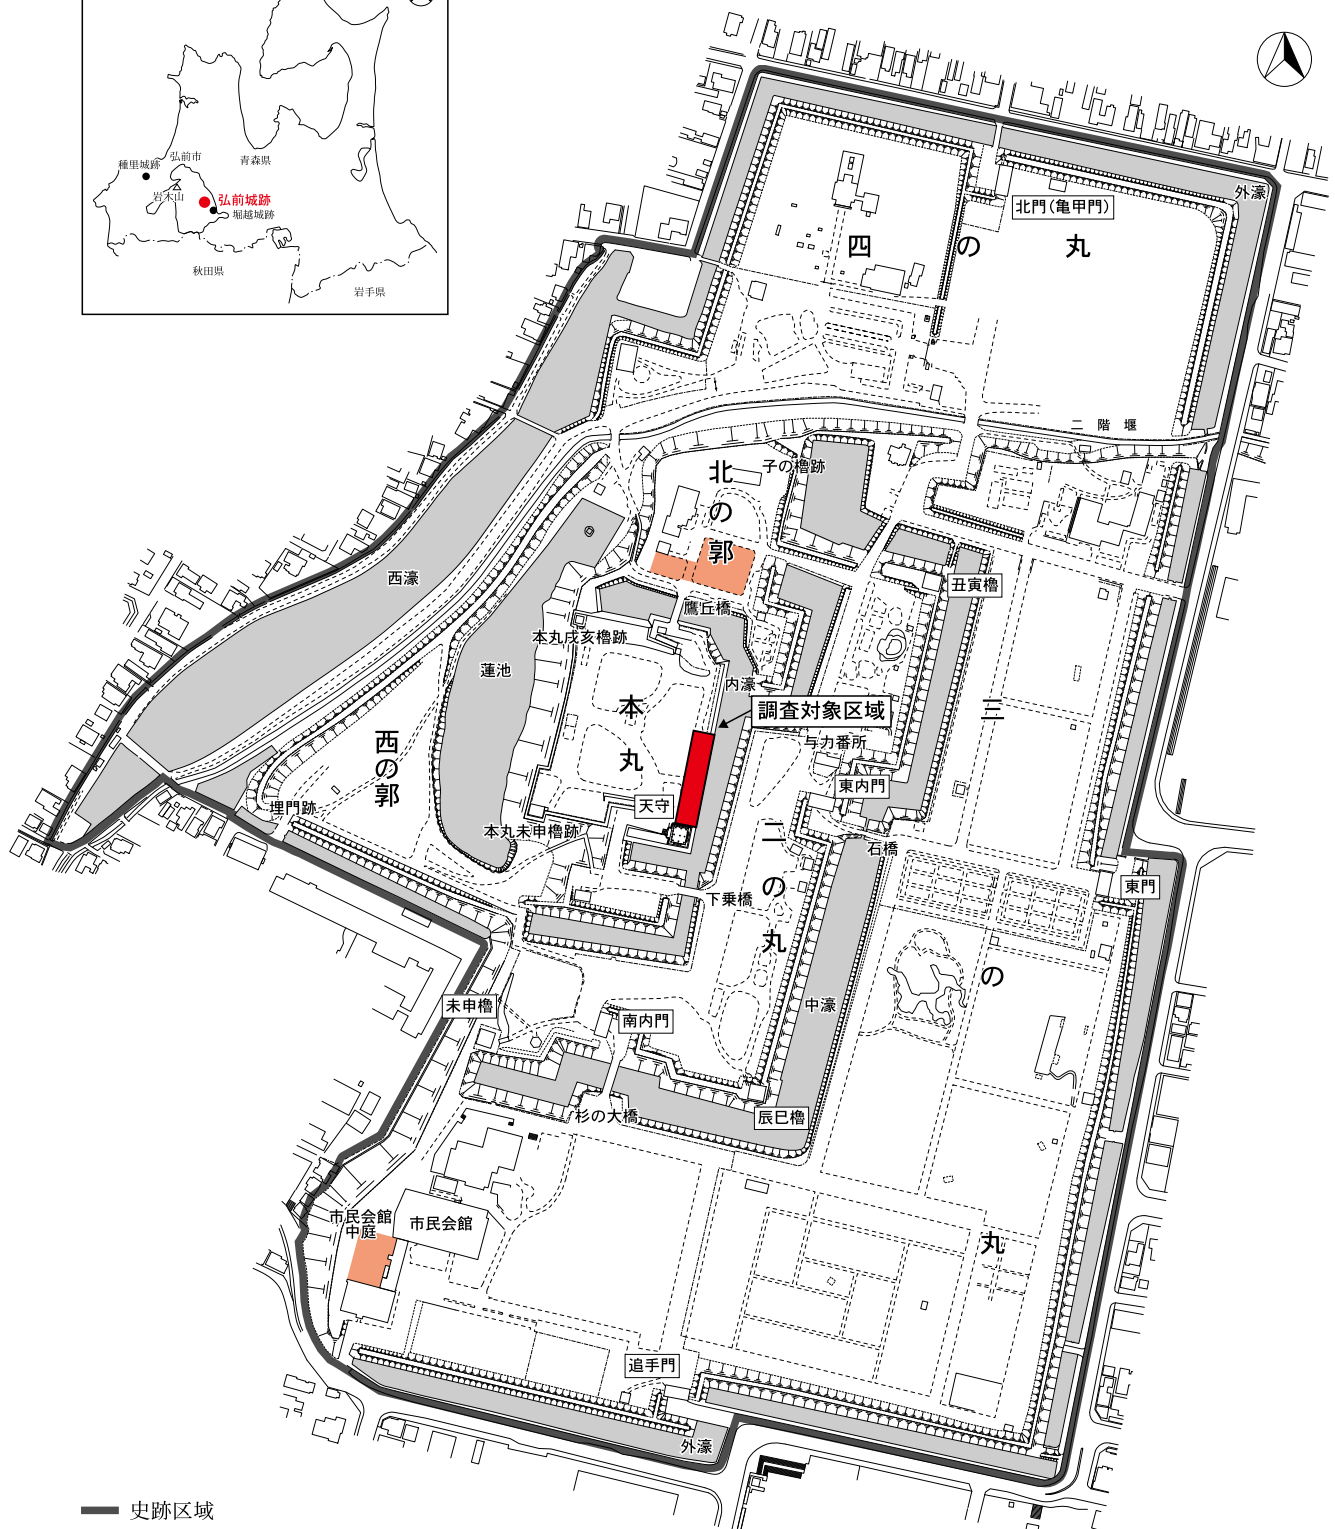 種里城跡
弘前市
青森県
岩木山
弘前城跡
堀越城跡
秋田県
岩手県
外濠
北門(亀甲門)
四の丸
二階堰
子の櫓跡
北の郭
西濠
丑寅櫓
鷹丘橋
本丸戌亥櫓跡
蓮池
内濠
本丸
調査対象区域
三の丸
与力番所
西の郭
東内門
天守
埋門跡
本丸未申櫓跡
二の丸
石橋
東門
下乗橋
未申櫓
中濠
南内門
杉の大橋
辰巳櫓
市民会館
中庭
市民会館
追手門
外濠
史跡区域